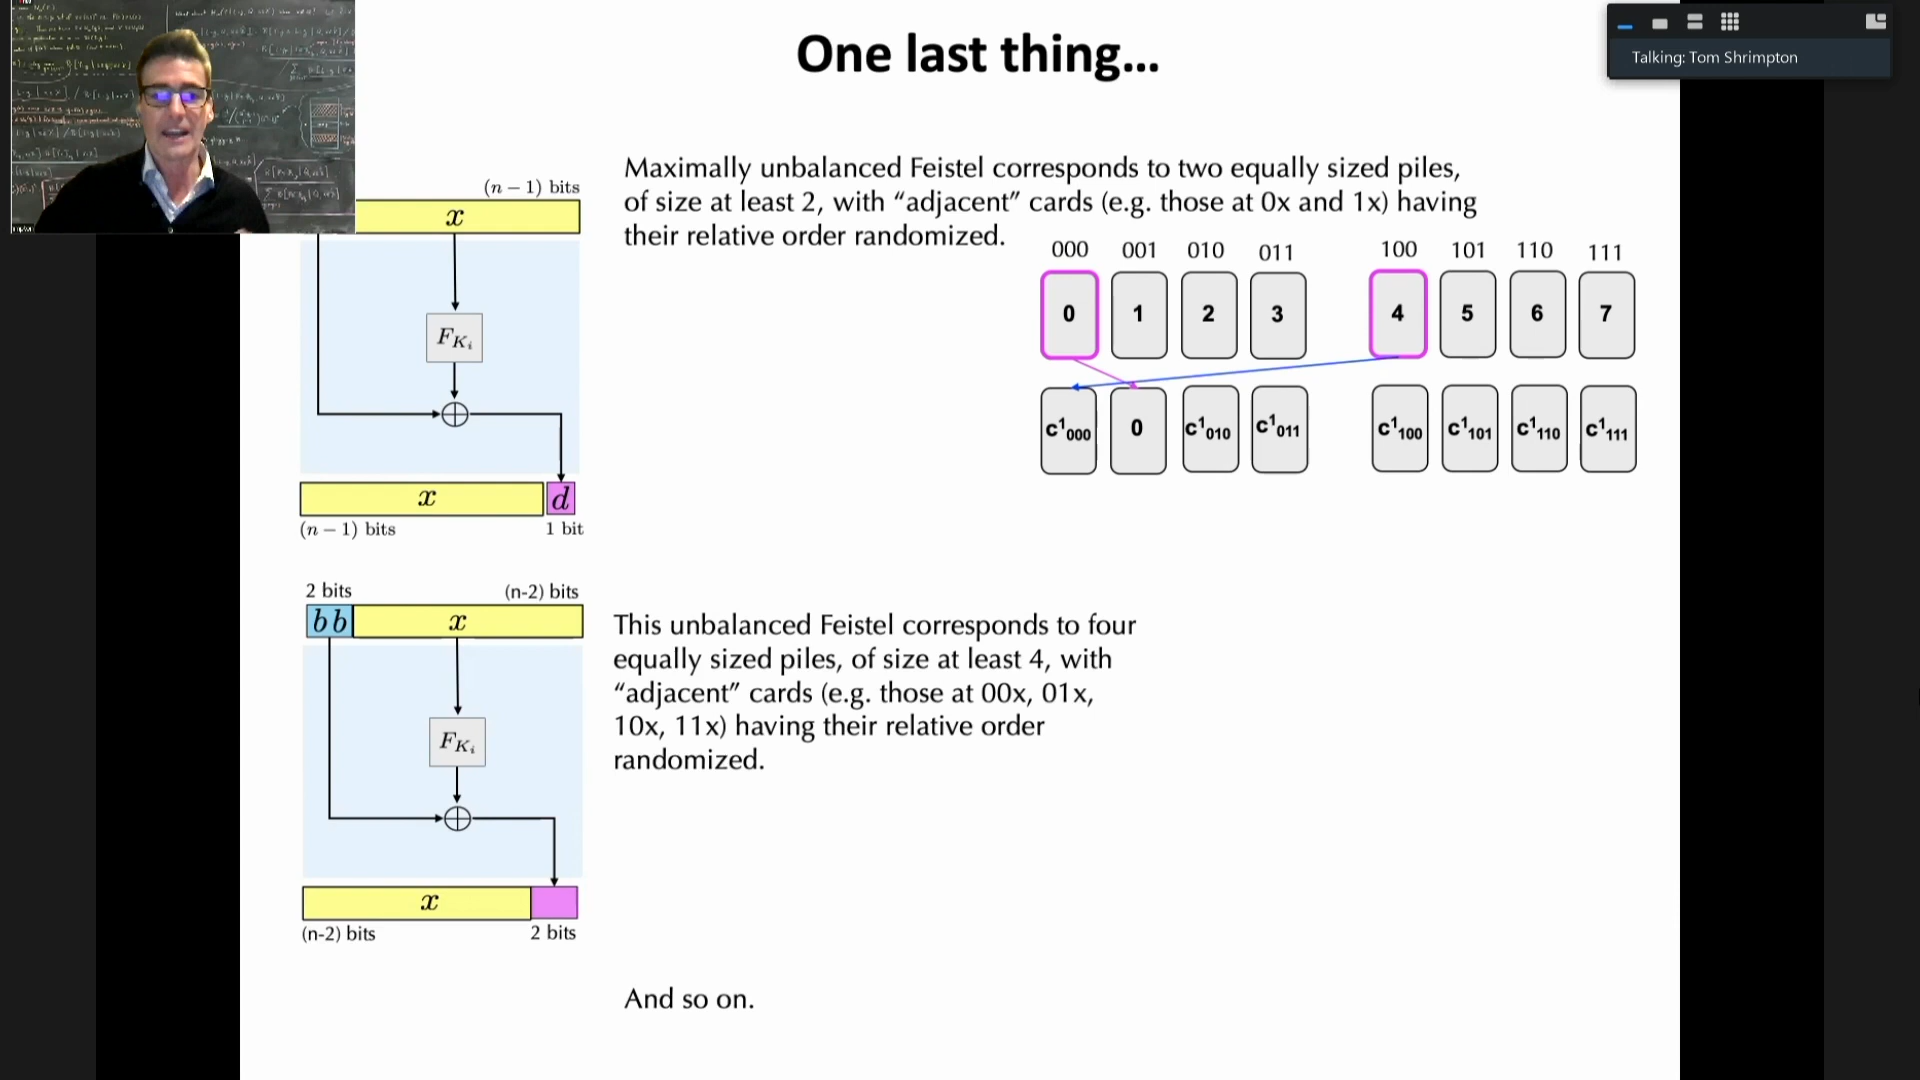 One last thing...
Talking: Tom Shrimpton
Maximally unbalanced Feistel corresponds to two equally sized piles,
of size at least 2, with “adjacent” cards (e.g. those at 0x and 1x) having
their relative order randomized.
(n − 1) bits
x
F_{K_i}
x
d
(n − 1) bits
1 bit
000 001 010 011 100 101 110 111
0 1 2 3 4 5 6 7
c¹₀₀₀ 0 c¹₀₁₀ c¹₀₁₁ c¹₁₀₀ c¹₁₀₁ c¹₁₁₀ c¹₁₁₁
2 bits
(n-2) bits
b b
x
F_{K_i}
x
(n-2) bits
2 bits
This unbalanced Feistel corresponds to four
equally sized piles, of size at least 4, with
“adjacent” cards (e.g. those at 00x, 01x,
10x, 11x) having their relative order
randomized.
And so on.